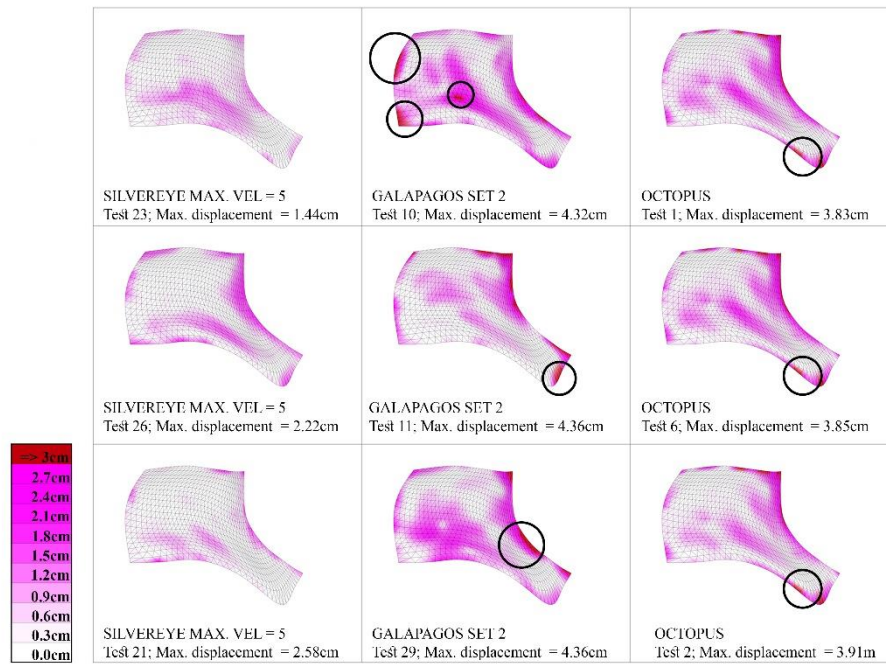 SILVEREYE MAX. VEL = 5
Test 23; Max. displacement = 1.44cm
GALAPAGOS SET 2
Test 10; Max. displacement = 4.32cm
OCTOPUS
Test 1; Max. displacement = 3.83cm
SILVEREYE MAX. VEL = 5
Test 26; Max. displacement = 2.22cm
GALAPAGOS SET 2
Test 11; Max. displacement = 4.36cm
OCTOPUS
Test 6; Max. displacement = 3.85cm
=> 3cm
2.7cm
2.4cm
2.1cm
1.8cm
1.5cm
1.2cm
0.9cm
0.6cm
0.3cm
0.0cm
SILVEREYE MAX. VEL = 5
Test 21; Max. displacement = 2.58cm
GALAPAGOS SET 2
Test 29; Max. displacement = 4.36cm
OCTOPUS
Test 2; Max. displacement = 3.91m